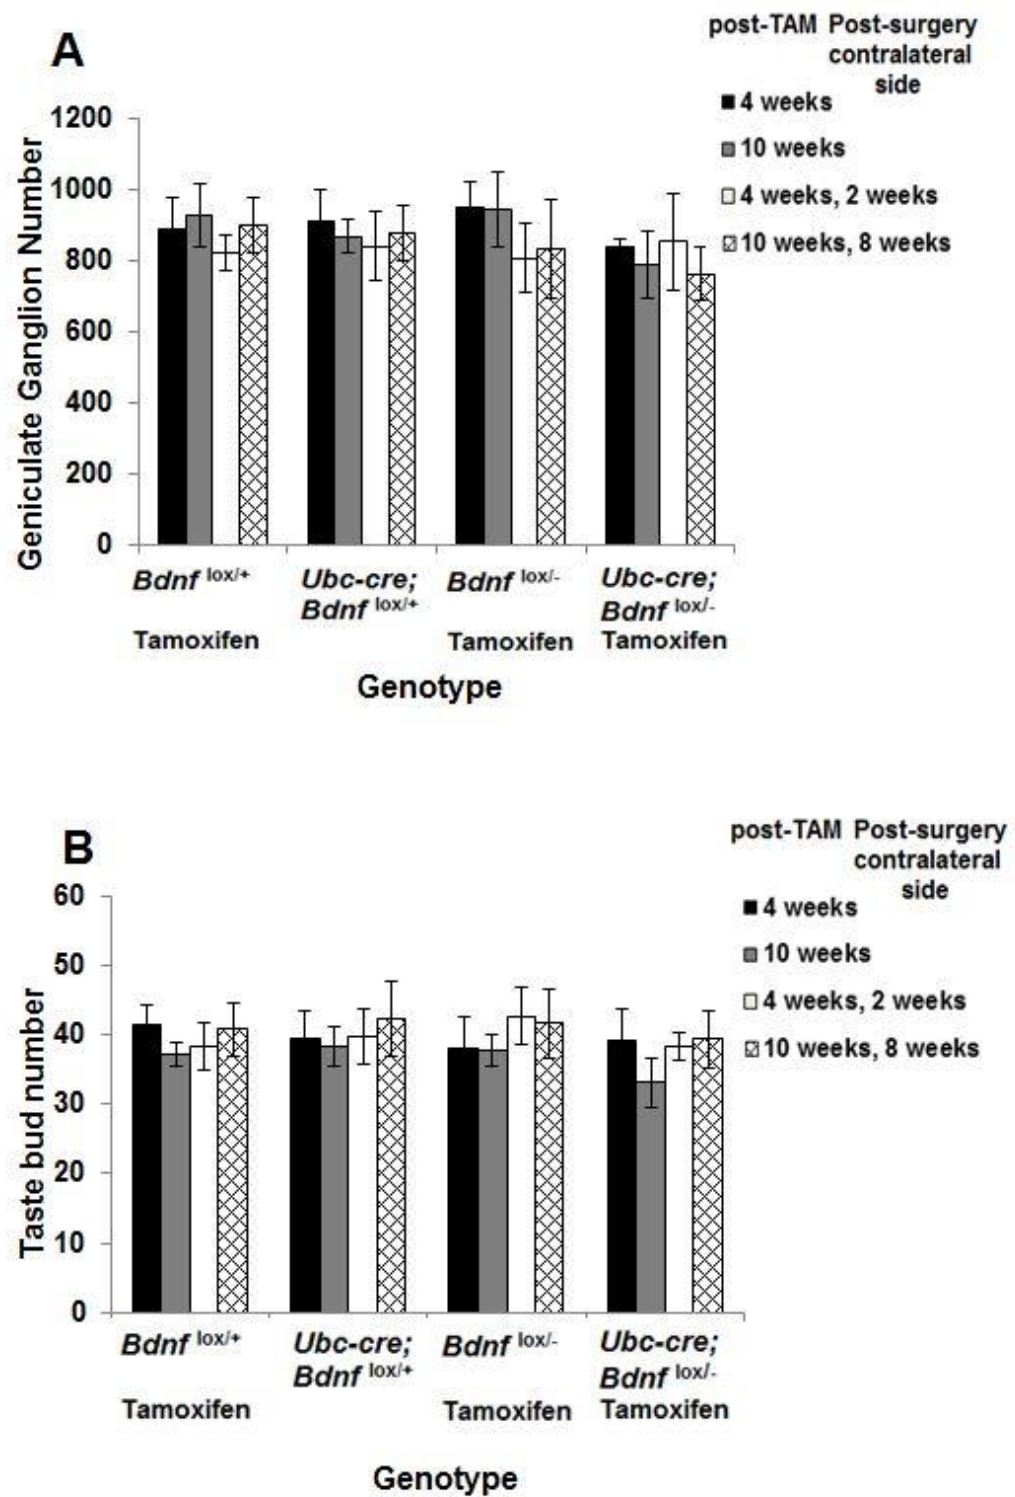 A
post-TAM Post-surgery
contralateral
side
4 weeks
10 weeks
4 weeks, 2 weeks
10 weeks, 8 weeks
Geniculate Ganglion Number
1200
1000
800
600
400
200
0
Bdnf lox/+
Ubc-cre;
Bdnf lox/+
Bdnf lox/-
Ubc-cre;
Bdnf lox/-
Tamoxifen
Tamoxifen
Tamoxifen
Genotype
B
post-TAM Post-surgery
contralateral
side
4 weeks
10 weeks
4 weeks, 2 weeks
10 weeks, 8 weeks
Taste bud number
60
50
40
30
20
10
0
Bdnf lox/+
Ubc-cre;
Bdnf lox/+
Bdnf lox/-
Ubc-cre;
Bdnf lox/-
Tamoxifen
Tamoxifen
Tamoxifen
Genotype